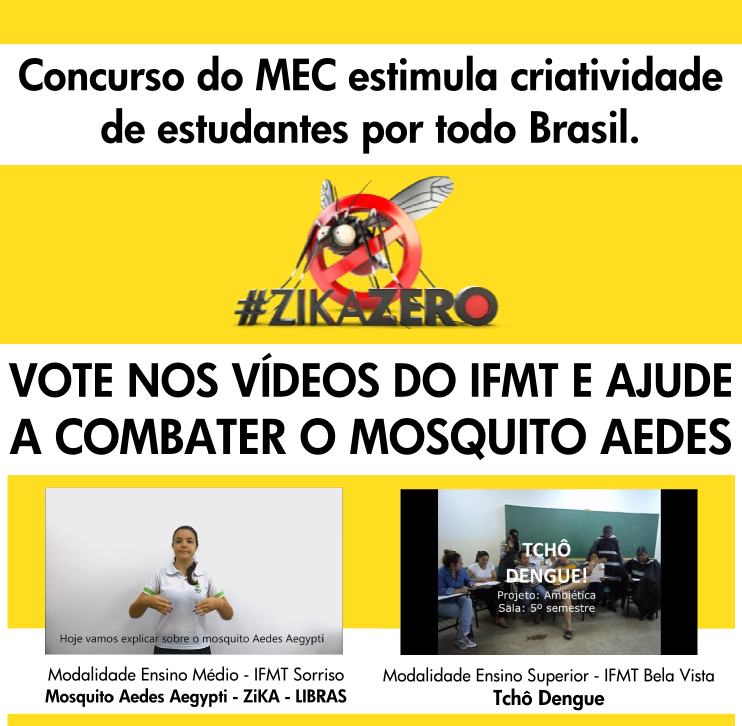 Concurso do MEC estimula criatividade
de estudantes por todo Brasil.
#ZIKAZERO
VOTE NOS VÍDEOS DO IFMT E AJUDE
A COMBATER O MOSQUITO AEDES
Hoje vamos explicar sobre o mosquito Aedes Aegypti
TCHÔ
DENGUE!
Projeto: Ambiética
Sala: 5º semestre
Modalidade Ensino Médio - IFMT Sorriso
Mosquito Aedes Aegypti - ZiKA - LIBRAS
Modalidade Ensino Superior - IFMT Bela Vista
Tchô Dengue